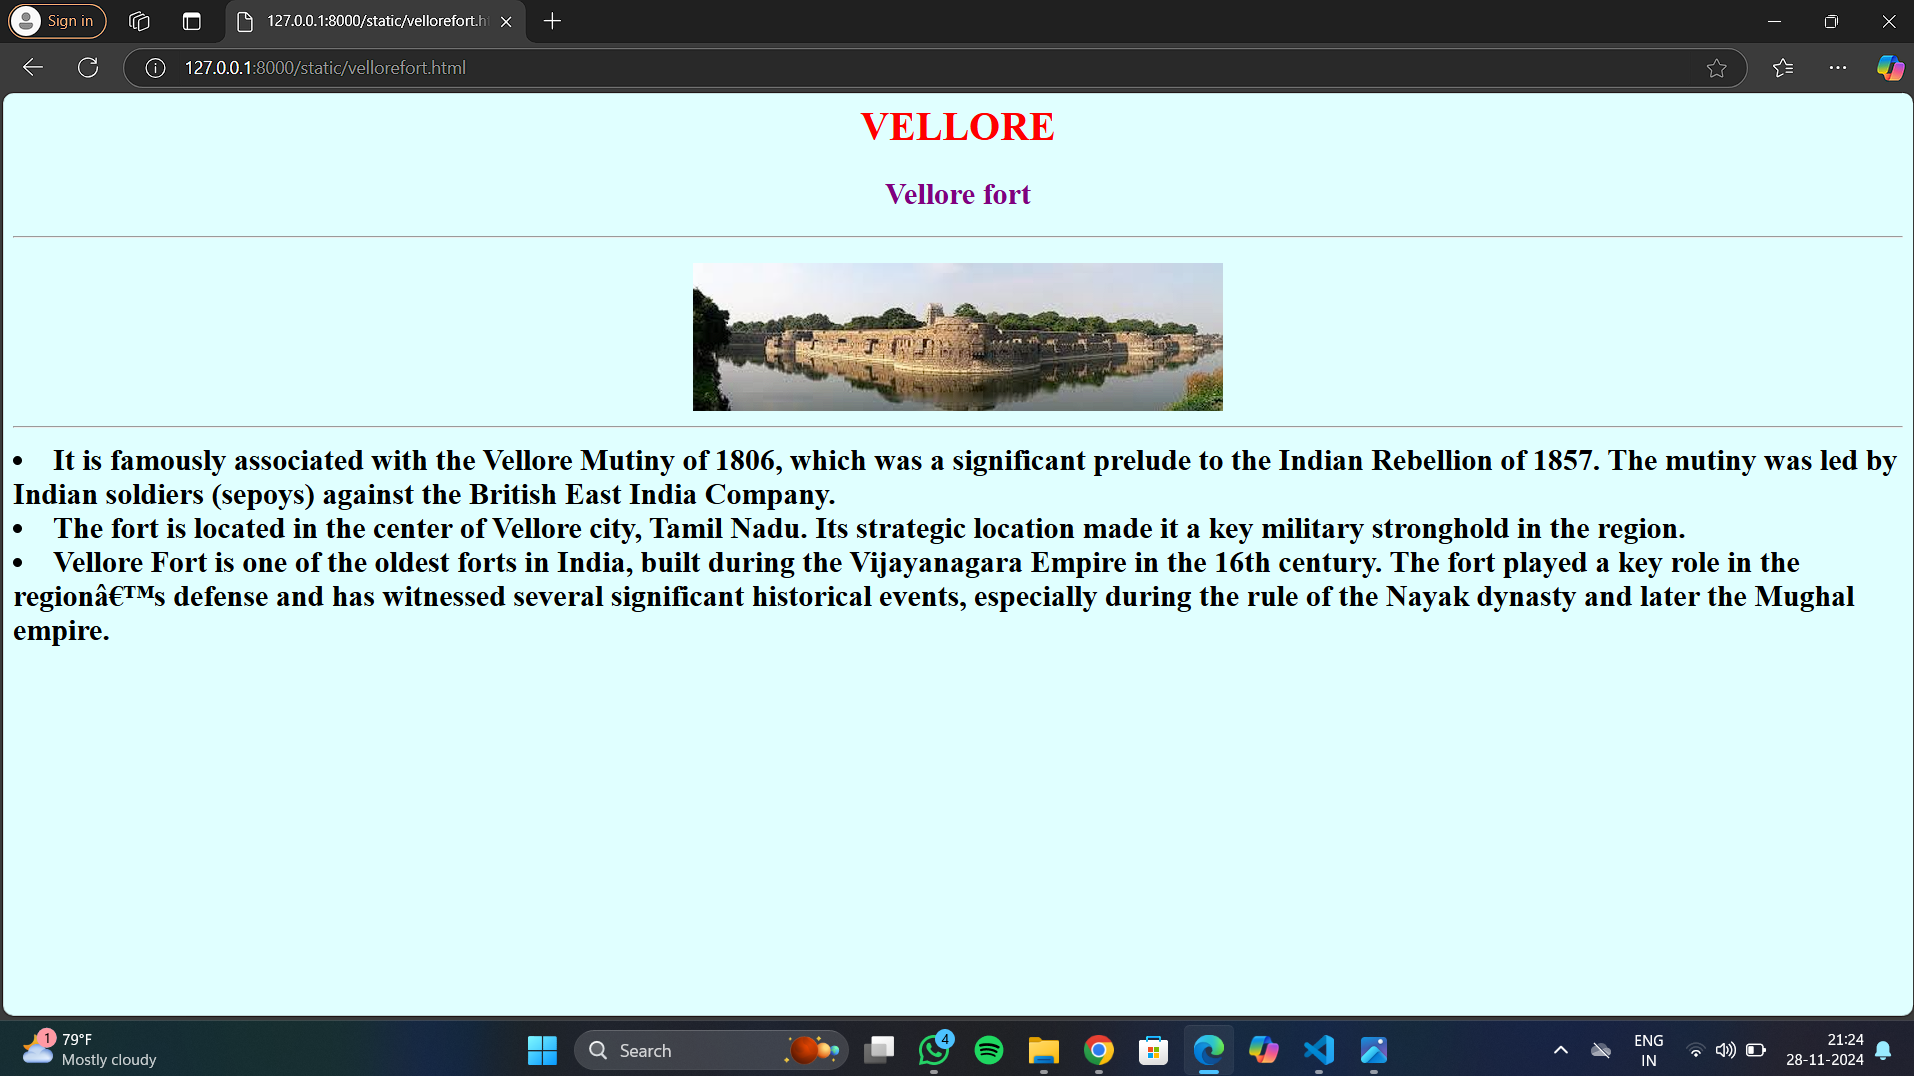 Sign in
127.0.0.1:8000/static/vellorefort.h
127.0.0.1:8000/static/vellorefort.html
VELLORE
Vellore fort
• It is famously associated with the Vellore Mutiny of 1806, which was a significant prelude to the Indian Rebellion of 1857. The mutiny was led by
Indian soldiers (sepoys) against the British East India Company.
• The fort is located in the center of Vellore city, Tamil Nadu. Its strategic location made it a key military stronghold in the region.
• Vellore Fort is one of the oldest forts in India, built during the Vijayanagara Empire in the 16th century. The fort played a key role in the
regionâ€™s defense and has witnessed several significant historical events, especially during the rule of the Nayak dynasty and later the Mughal
empire.
1
79°F
Mostly cloudy
Search
4
ENG
IN
21:24
28-11-2024